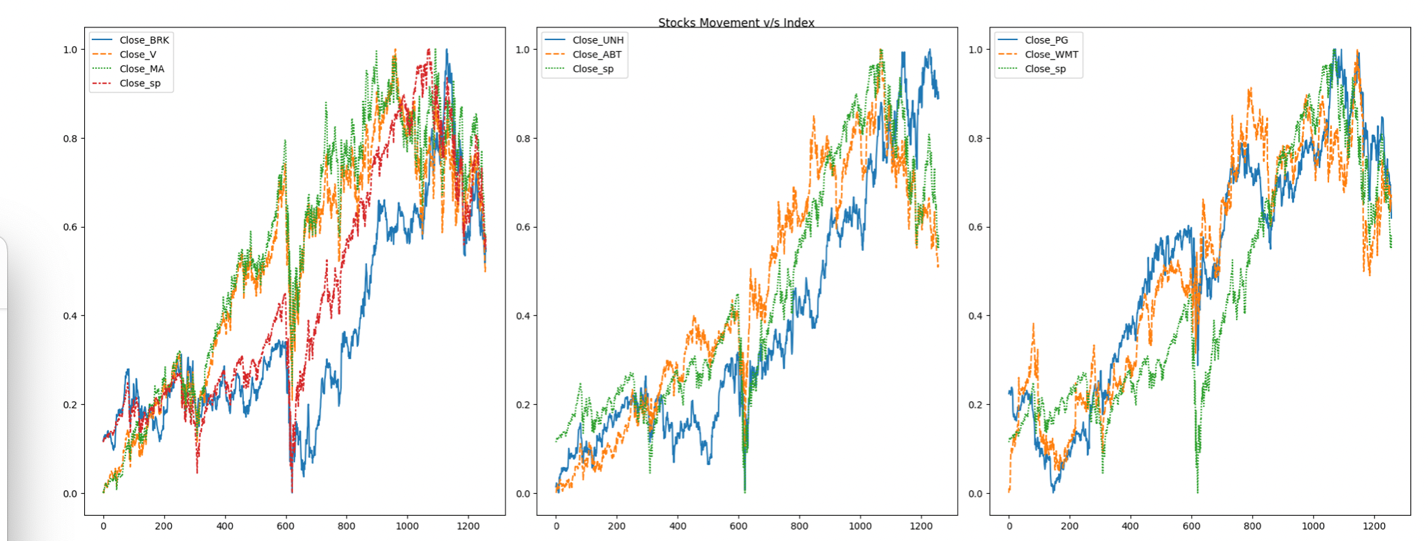 Stocks Movement v/s Index
Close_BRK
Close_V
Close_MA
Close_sp
1.0
0.8
0.6
0.4
0.2
0.0
0 200 400 600 800 1000 1200
Close_UNH
Close_ABT
Close_sp
1.0
0.8
0.6
0.4
0.2
0.0
0 200 400 600 800 1000 1200
Close_PG
Close_WMT
Close_sp
1.0
0.8
0.6
0.4
0.2
0.0
0 200 400 600 800 1000 1200